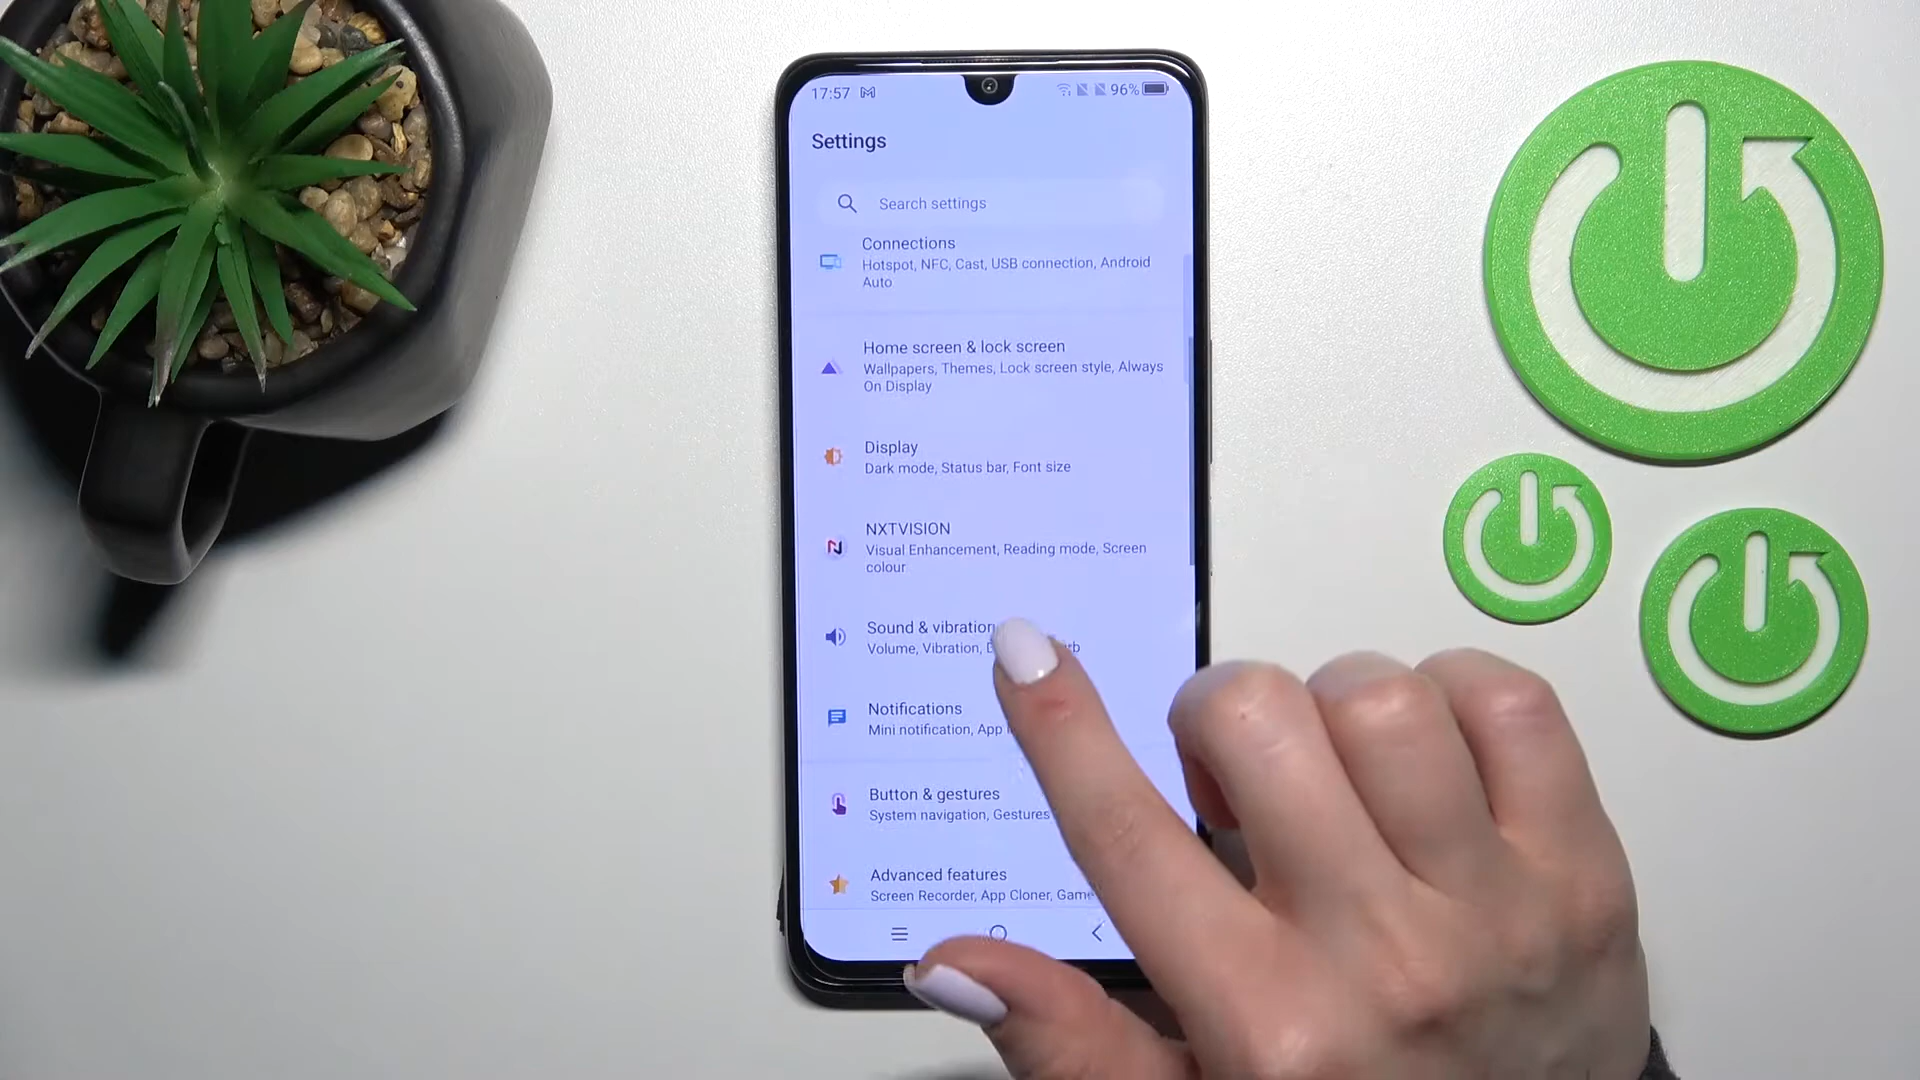 17:57
96%
Settings
Search settings
Connections
Hotspot, NFC, Cast, USB connection, Android
Auto
Home screen & lock screen
Wallpapers, Themes, Lock screen style, Always
On Display
Display
Dark mode, Status bar, Font size
NXTVISION
Visual Enhancement, Reading mode, Screen
colour
Sound & vibration
Volume, Vibration,
Notifications
Mini notification, App
Button & gestures
System navigation, Gestures
Advanced features
Screen Recorder, App Cloner,